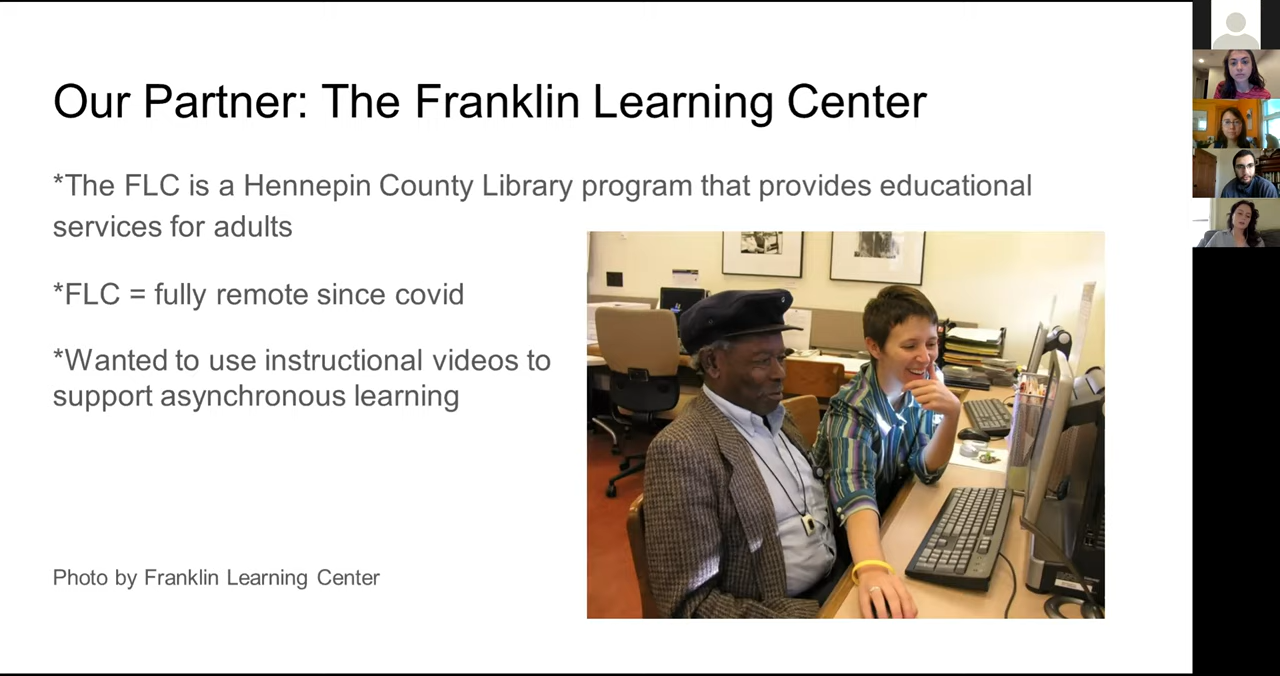 Our Partner: The Franklin Learning Center
*The FLC is a Hennepin County Library program that provides educational
services for adults
*FLC = fully remote since covid
*Wanted to use instructional videos to
support asynchronous learning
Photo by Franklin Learning Center